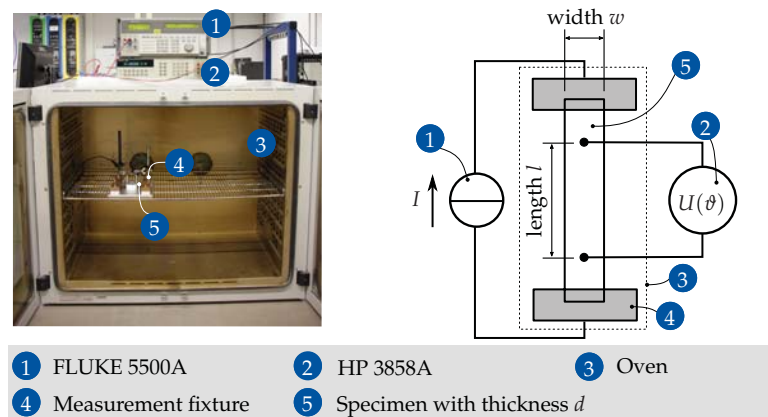 1
2
3
4
5
width w
5
1
2
I
length l
U(ϑ)
3
4
1 FLUKE 5500A 2 HP 3858A 3 Oven
4 Measurement fixture 5 Specimen with thickness d